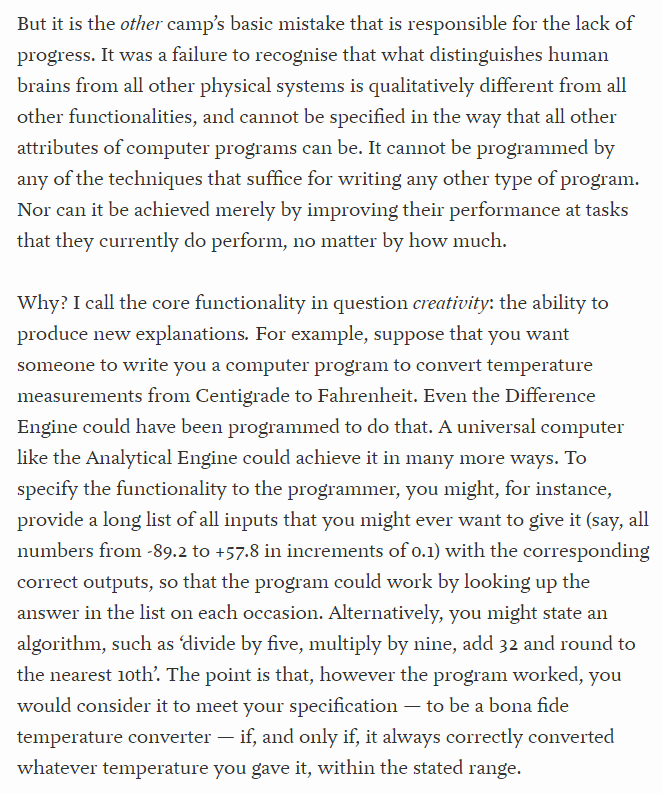 But it is the other camp’s basic mistake that is responsible for the lack of
progress. It was a failure to recognise that what distinguishes human
brains from all other physical systems is qualitatively different from all
other functionalities, and cannot be specified in the way that all other
attributes of computer programs can be. It cannot be programmed by
any of the techniques that suffice for writing any other type of program.
Nor can it be achieved merely by improving their performance at tasks
that they currently do perform, no matter by how much.
Why? I call the core functionality in question creativity: the ability to
produce new explanations. For example, suppose that you want
someone to write you a computer program to convert temperature
measurements from Centigrade to Fahrenheit. Even the Difference
Engine could have been programmed to do that. A universal computer
like the Analytical Engine could achieve it in many more ways. To
specify the functionality to the programmer, you might, for instance,
provide a long list of all inputs that you might ever want to give it (say, all
numbers from -89.2 to +57.8 in increments of 0.1) with the corresponding
correct outputs, so that the program could work by looking up the
answer in the list on each occasion. Alternatively, you might state an
algorithm, such as ‘divide by five, multiply by nine, add 32 and round to
the nearest 10th’. The point is that, however the program worked, you
would consider it to meet your specification — to be a bona fide
temperature converter — if, and only if, it always correctly converted
whatever temperature you gave it, within the stated range.